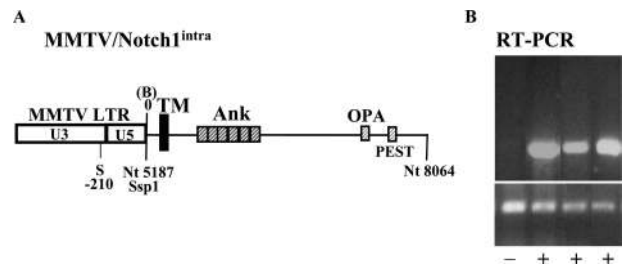 A
MMTV/Notch1intra
MMTV LTR
U3 U5
(B)
0
TM
Ank
OPA
PEST
S
-210
Nt 5187
Ssp1
Nt 8064
B
RT-PCR
– + + +